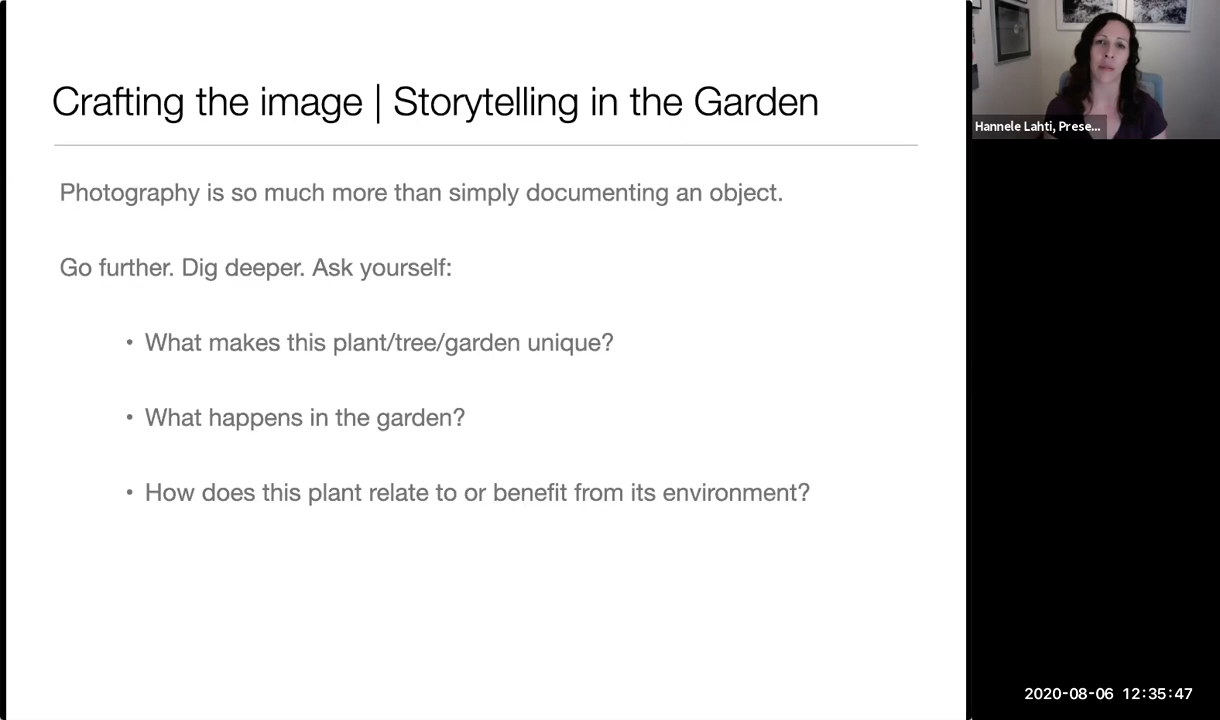 Crafting the image | Storytelling in the Garden
Photography is so much more than simply documenting an object.
Go further. Dig deeper. Ask yourself:
• What makes this plant/tree/garden unique?
• What happens in the garden?
• How does this plant relate to or benefit from its environment?
Hannele Lahti, Prese...
2020-08-06 12:35:47